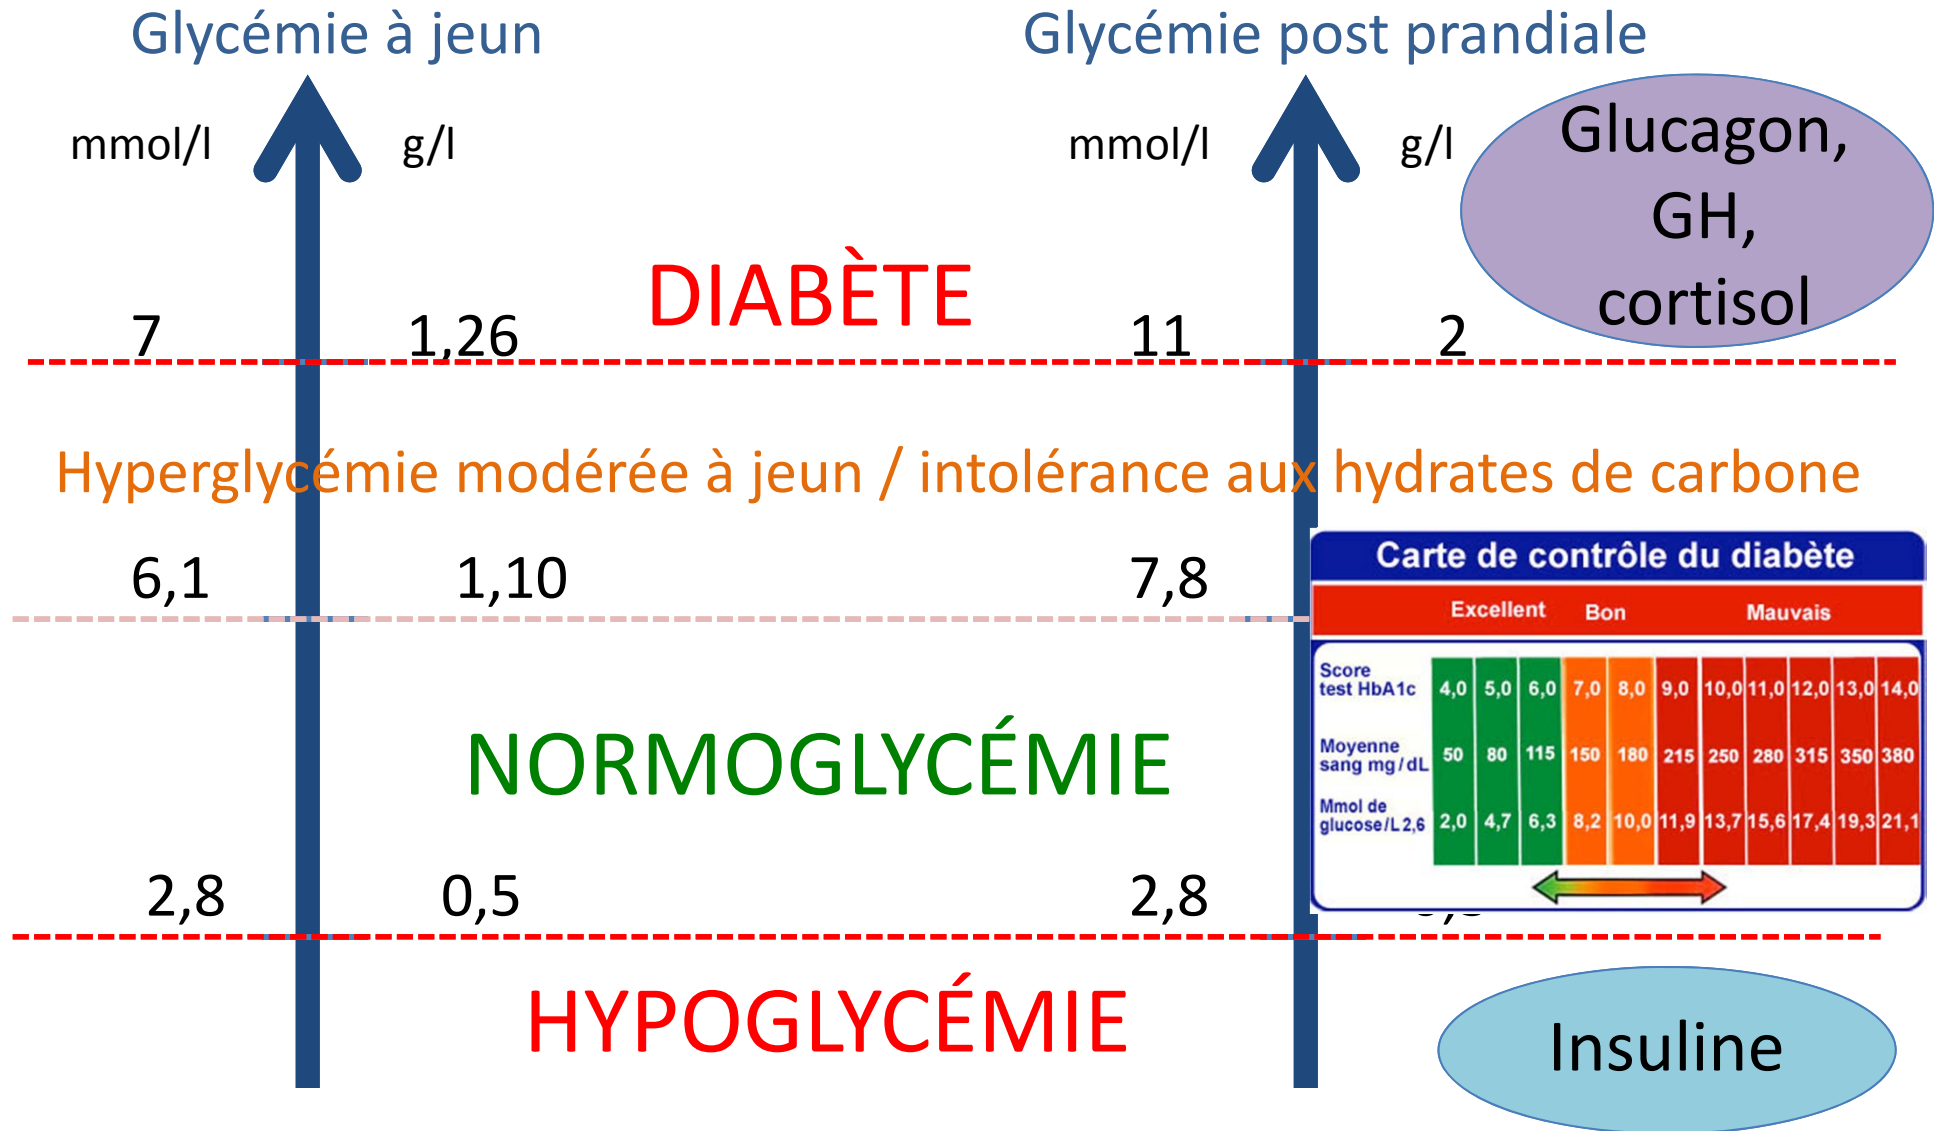 Glycémie à jeun
Glycémie post prandiale
mmol/l
g/l
mmol/l
g/l
Glucagon,
GH,
cortisol
DIABÈTE
7
1,26
11
2
Hyperglycémie modérée à jeun / intolérance aux hydrates de carbone
6,1
1,10
7,8
Carte de contrôle du diabète
Excellent Bon Mauvais
Score
test HbA1c 4,0 5,0 6,0 7,0 8,0 9,0 10,0 11,0 12,0 13,0 14,0
Moyenne
sang mg/dL 50 80 115 150 180 215 250 280 315 350 380
Mmol de
glucose/L 2,6 2,0 4,7 6,3 8,2 10,0 11,9 13,7 15,6 17,4 19,3 21,1
NORMOGLYCÉMIE
2,8
0,5
2,8
HYPOGLYCÉMIE
Insuline